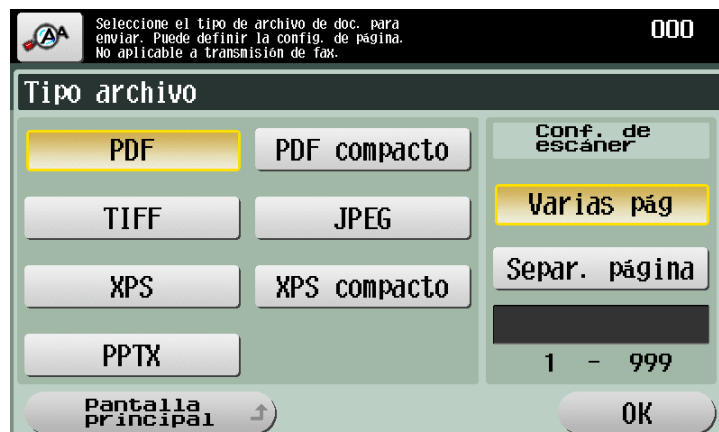 Seleccione el tipo de archivo de doc. para
enviar. Puede definir la config. de página.
No aplicable a transmisión de fax.
000
Tipo archivo
PDF
PDF compacto
TIFF
JPEG
XPS
XPS compacto
PPTX
Conf. de
escáner
Varias pág
Separ. página
1 - 999
Pantalla
principal
OK